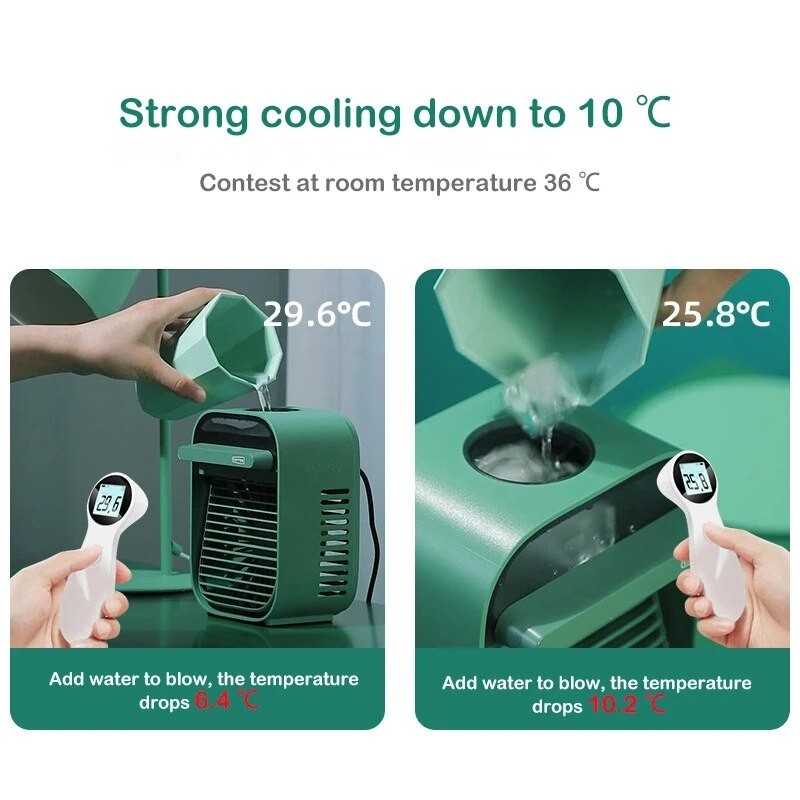 Strong cooling down to 10 ℃
Contest at room temperature 36 ℃
29.6℃
25.8℃
29.6
25.8
Add water to blow, the temperature
drops 6.4 ℃
Add water to blow, the temperature
drops 10.2 ℃